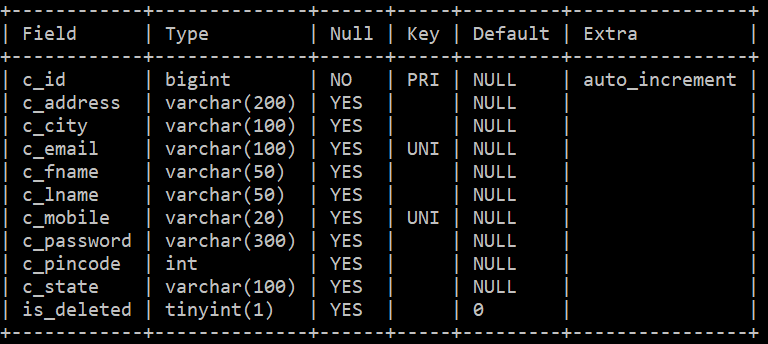 +------------+--------------+------+-----+---------+----------------+
| Field      | Type         | Null | Key | Default | Extra          |
+------------+--------------+------+-----+---------+----------------+
| c_id       | bigint       | NO   | PRI | NULL    | auto_increment |
| c_address  | varchar(200) | YES  |     | NULL    |                |
| c_city     | varchar(100) | YES  |     | NULL    |                |
| c_email    | varchar(100) | YES  | UNI | NULL    |                |
| c_fname    | varchar(50)  | YES  |     | NULL    |                |
| c_lname    | varchar(50)  | YES  |     | NULL    |                |
| c_mobile   | varchar(20)  | YES  | UNI | NULL    |                |
| c_password | varchar(300) | YES  |     | NULL    |                |
| c_pincode  | int          | YES  |     | NULL    |                |
| c_state    | varchar(100) | YES  |     | NULL    |                |
| is_deleted | tinyint(1)   | YES  |     | 0       |                |
+------------+--------------+------+-----+---------+----------------+